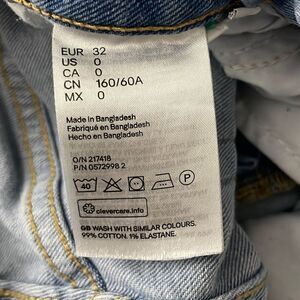 EUR 32
US 0
CA 0
CN 160/60A
MX 0
Made in Bangladesh
Fabriqué en Bangladesh
Hecho en Bangladesh
O/N 217418
P/N 0572998 2
40 P
clevercare.info
GB WASH WITH SIMILAR COLOURS.
99% COTTON. 1% ELASTANE.